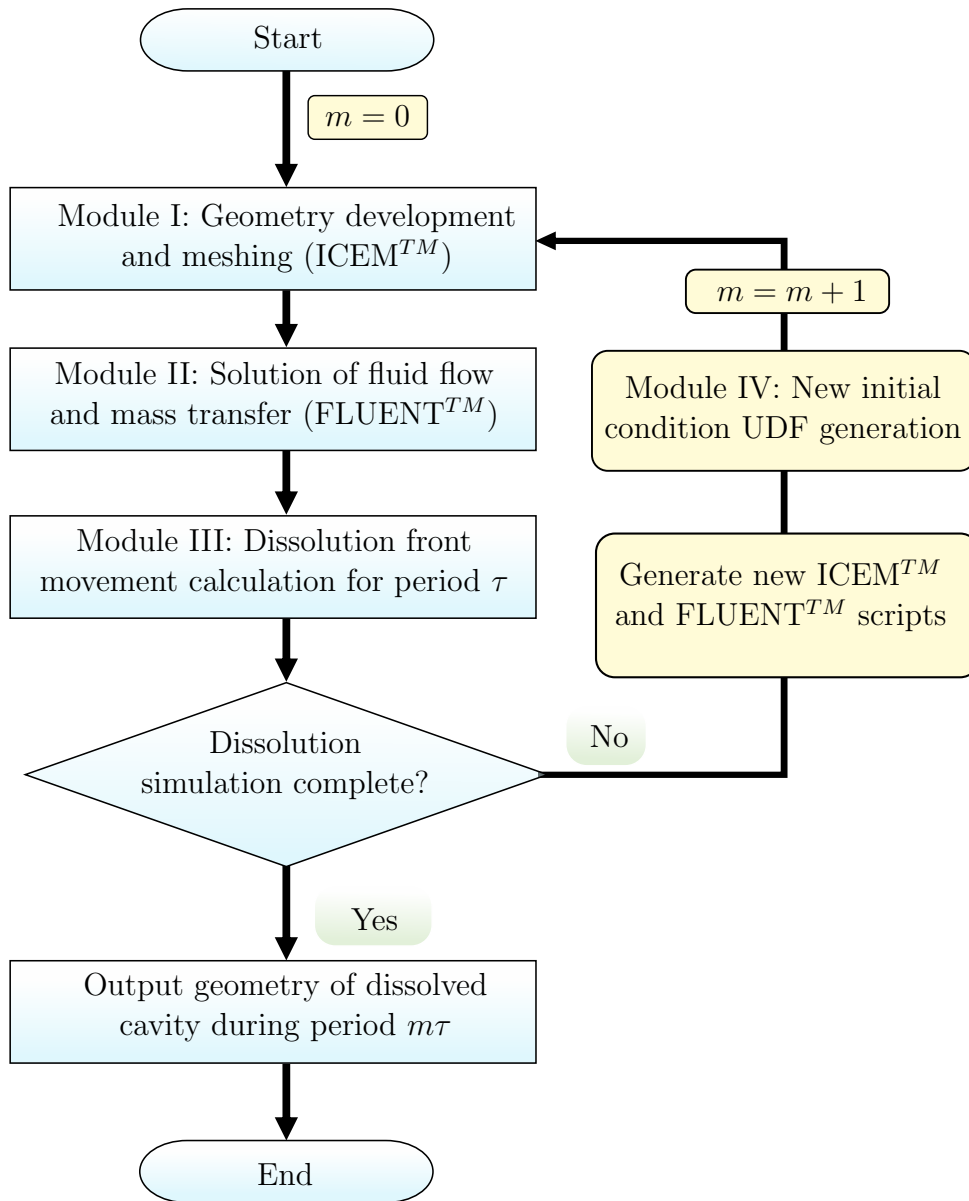 Start
m = 0
Module I: Geometry development
and meshing (ICEM^{TM})
Module II: Solution of fluid flow
and mass transfer (FLUENT^{TM})
Module III: Dissolution front
movement calculation for period τ
Dissolution
simulation complete?
No
Generate new ICEM^{TM}
and FLUENT^{TM} scripts
Module IV: New initial
condition UDF generation
m = m + 1
Yes
Output geometry of dissolved
cavity during period mτ
End